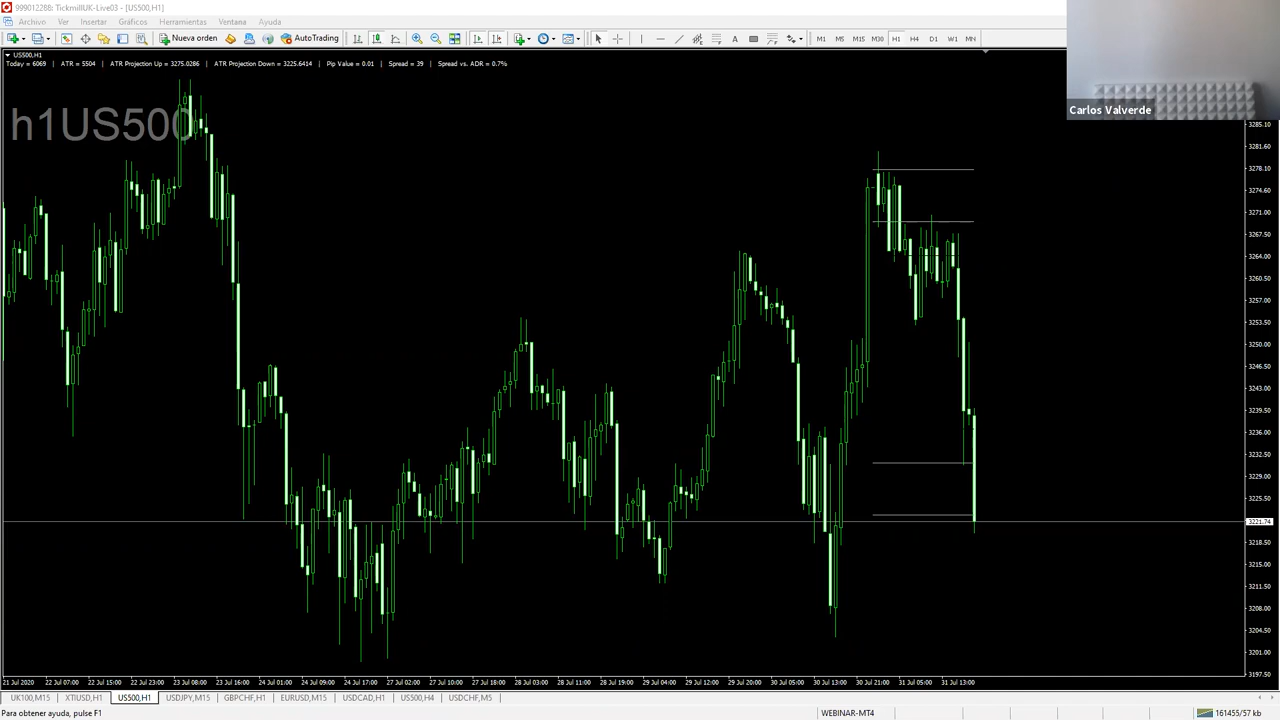 999012288: TickmillUK-Live03 - [US500,H1]
Archivo Ver Insertar Gráficos Herramientas Ventana Ayuda
Nueva orden AutoTrading A M1 M5 M15 M30 H1 H4 D1 W1 MN
US500,H1
Today = 6069 ATR = 5504 ATR Projection Up = 3275.0286 ATR Projection Down = 3225.6414 Pip Value = 0.01 Spread = 39 Spread vs. ADR = 0.7%
Carlos Valverde
h1US500
3285.10
3281.60
3278.10
3274.60
3271.00
3267.50
3264.00
3260.50
3257.00
3253.50
3250.00
3246.50
3243.00
3239.50
3236.00
3232.50
3229.00
3225.50
3221.74
3218.50
3215.00
3211.50
3208.00
3204.50
3201.00
3197.50
21 Jul 2020 22 Jul 07:00 22 Jul 15:00 22 Jul 23:00 23 Jul 08:00 23 Jul 16:00 24 Jul 01:00 24 Jul 09:00 24 Jul 17:00 27 Jul 02:00 27 Jul 10:00 27 Jul 18:00 28 Jul 03:00 28 Jul 11:00 28 Jul 19:00 29 Jul 04:00 29 Jul 12:00 29 Jul 20:00 30 Jul 05:00 30 Jul 13:00 30 Jul 21:00 31 Jul 05:00 31 Jul 13:00
UK100,M15 XTIUSD,H1 US500,H1 USDJPY,M15 GBPCHF,H1 EURUSD,M15 USDCAD,H1 US500,H4 USDCHF,M5
Para obtener ayuda, pulse F1 WEBINAR-MT4 161455/57 kb